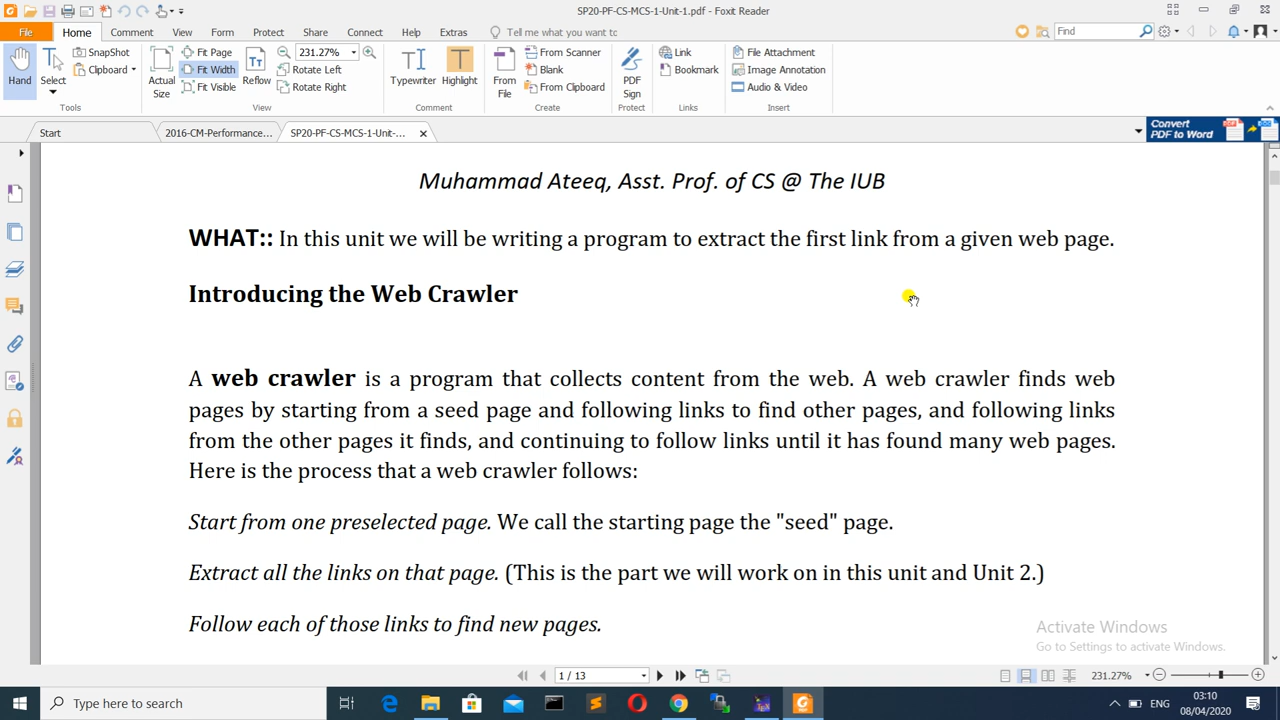 SP20-PF-CS-MCS-1-Unit-1.pdf - Foxit Reader
File Home Comment View Form Protect Share Connect Help Extras Tell me what you want tc Find
Hand
Select
SnapShot
Clipboard
Tools
Actual Size
Fit Page
Fit Width
Fit Visible
Reflow
231.27%
Rotate Left
Rotate Right
View
Typewriter
Highlight
Comment
From File
From Scanner
Blank
From Clipboard
Create
PDF Sign
Protect
Link
Bookmark
Links
File Attachment
Image Annotation
Audio & Video
Insert
Start 2016-CM-Performance... SP20-PF-CS-MCS-1-Unit-...
Convert
PDF to Word
Muhammad Ateeq, Asst. Prof. of CS @ The IUB
WHAT:: In this unit we will be writing a program to extract the first link from a given web page.
Introducing the Web Crawler
A web crawler is a program that collects content from the web. A web crawler finds web
pages by starting from a seed page and following links to find other pages, and following links
from the other pages it finds, and continuing to follow links until it has found many web pages.
Here is the process that a web crawler follows:
Start from one preselected page. We call the starting page the "seed" page.
Extract all the links on that page. (This is the part we will work on in this unit and Unit 2.)
Follow each of those links to find new pages.
Activate Windows
Go to Settings to activate Windows.
1 / 13
231.27%
Type here to search
ENG
03:10
08/04/2020